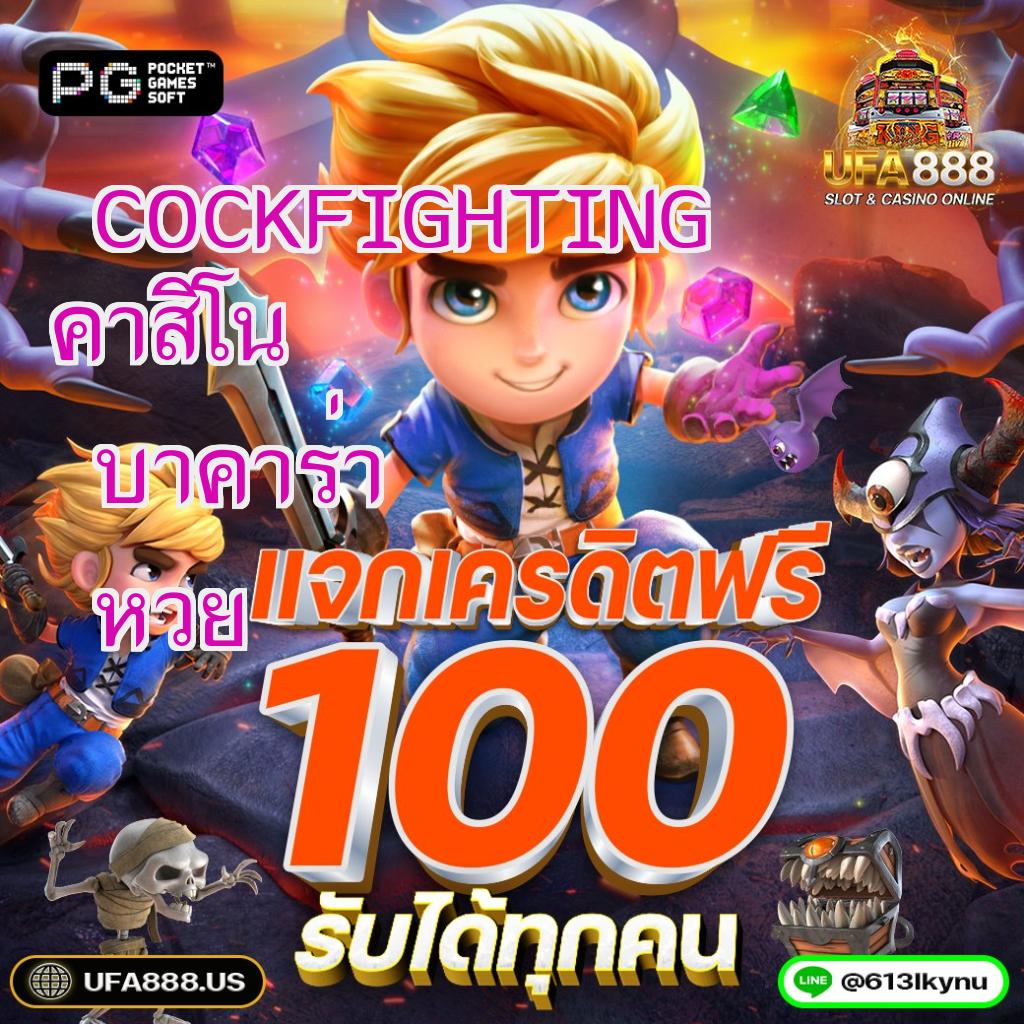 PG POCKET GAMES SOFT™
UFA888
SLOT & CASINO ONLINE
COCKFIGHTING
คาสิโน
บาคาร่า
หวย
แจกเครดิตฟรี
100
รับได้ทุกคน
UFA888.US
LINE @613lkynu